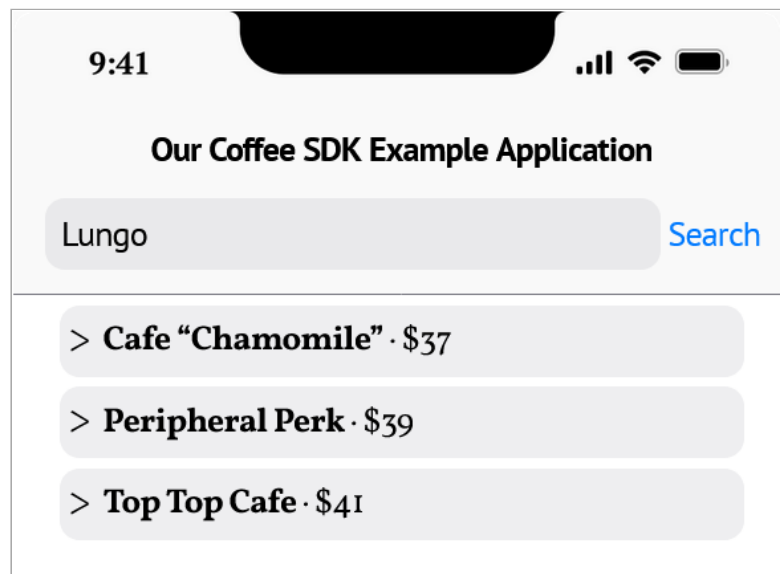 9:41
Our Coffee SDK Example Application
Lungo Search
> Cafe “Chamomile” · $37
> Peripheral Perk · $39
> Top Top Cafe · $41